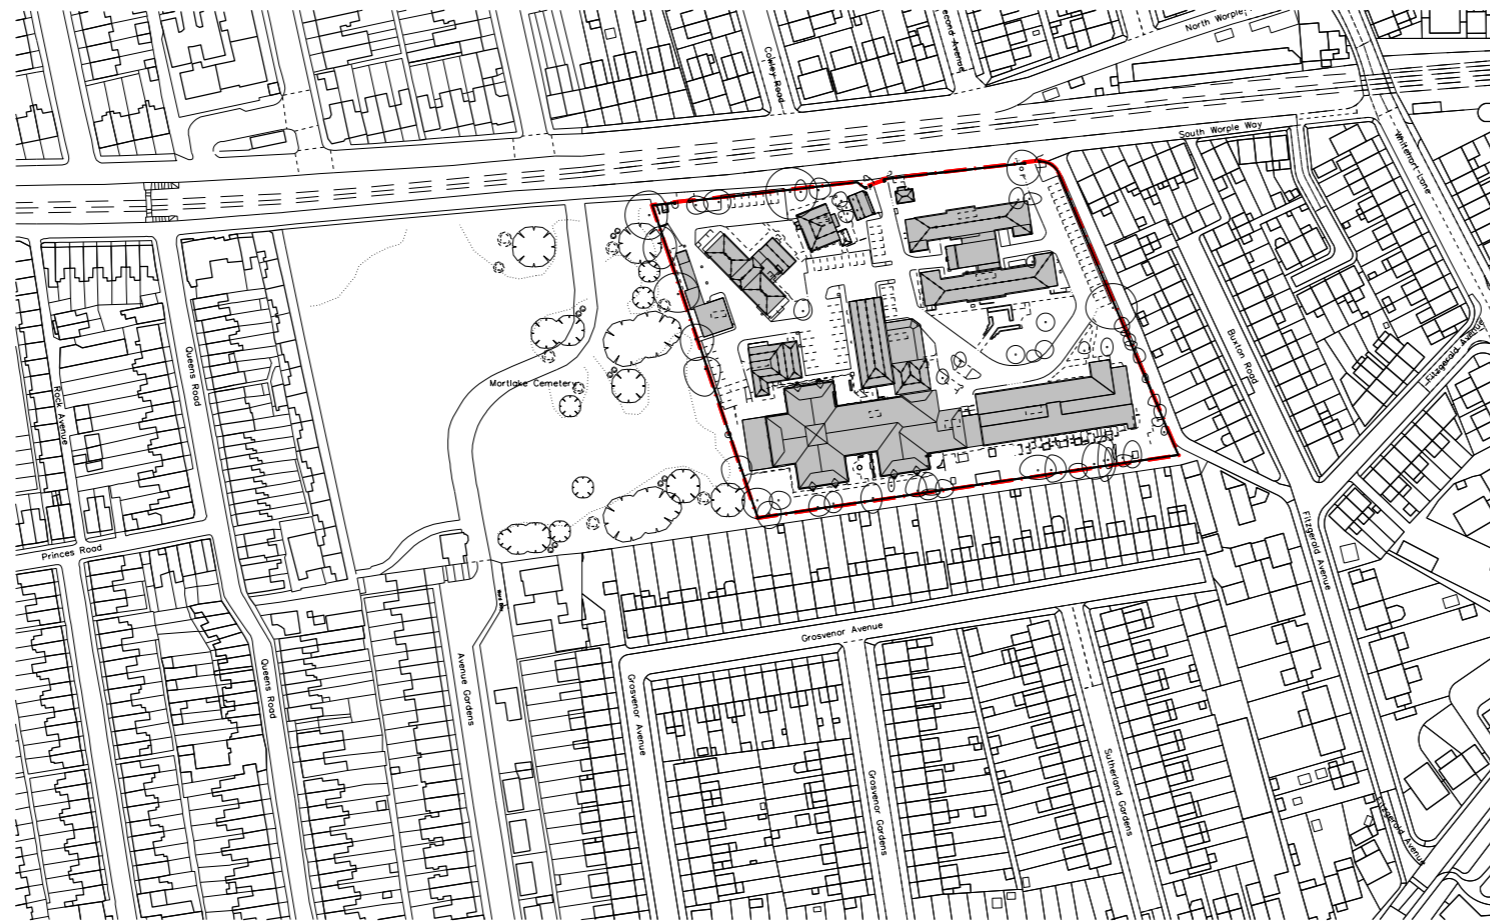 North Worple
Cowley Road
Second Avenue
South Worple Way
Whitehart-Lane
Queens Road
Rock Avenue
Mortlake Cemetery
Buxton Road
Fitzgerald Avenue
Princes Road
Fitzgerald Avenue
Grosvenor Avenue
Queens Road
Avenue Gardens
Grosvenor Avenue
Grosvenor Gardens
Sutherland Gardens
Fitzgerald Avenue